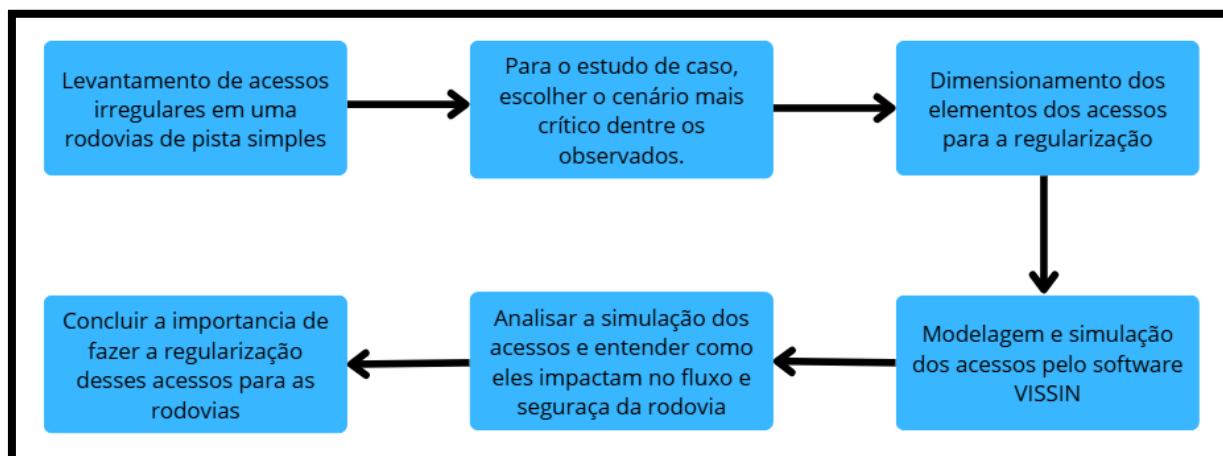 Levantamento de acessos
irregulares em uma
rodovias de pista simples
Para o estudo de caso,
escolher o cenário mais
crítico dentre os
observados.
Dimensionamento dos
elementos dos acessos
para a regularização
Modelagem e simulação
dos acessos pelo software
VISSIN
Analisar a simulação dos
acessos e entender como
eles impactam no fluxo e
seguraça da rodovia
Concluir a importancia de
fazer a regularização
desses acessos para as
rodovias